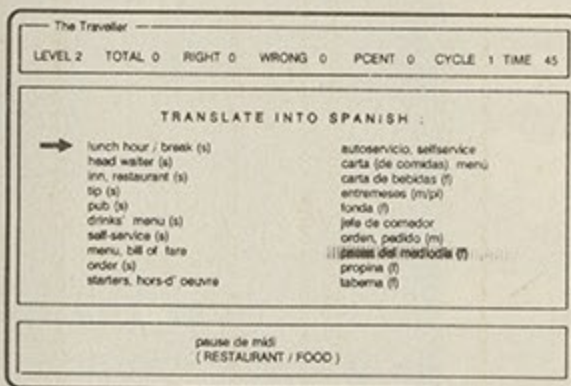 The Traveller
LEVEL 2 TOTAL 0 RIGHT 0 WRONG 0 PCENT 0 CYCLE 1 TIME 45
TRANSLATE INTO SPANISH :
lunch hour / break (s)
head waiter (s)
inn, restaurant (s)
tip (s)
pub (s)
drinks' menu (s)
self-service (s)
menu, bill of fare
order (s)
starters, hors-d' oeuvre
autoservicio, selfservice
carta (de comidas) menú
carta de bebidas (f)
entremeses (m/pl)
fonda (f)
jefe de comedor
orden, pedido (m)
del mediodía (f)
propina (f)
taberna (f)
pause de midi
( RESTAURANT / FOOD )